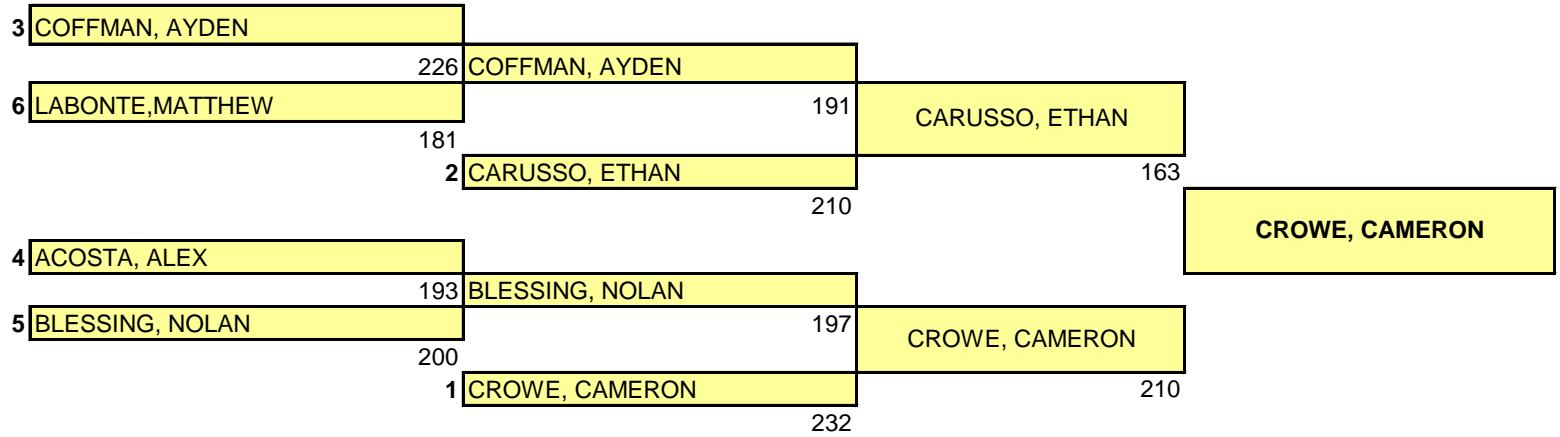 3 COFFMAN, AYDEN
226 COFFMAN, AYDEN
6 LABONTE,MATTHEW 191 CARUSSO, ETHAN
181
2 CARUSSO, ETHAN 163
210
CROWE, CAMERON
4 ACOSTA, ALEX
193 BLESSING, NOLAN
5 BLESSING, NOLAN 197 CROWE, CAMERON
200
1 CROWE, CAMERON 210
232